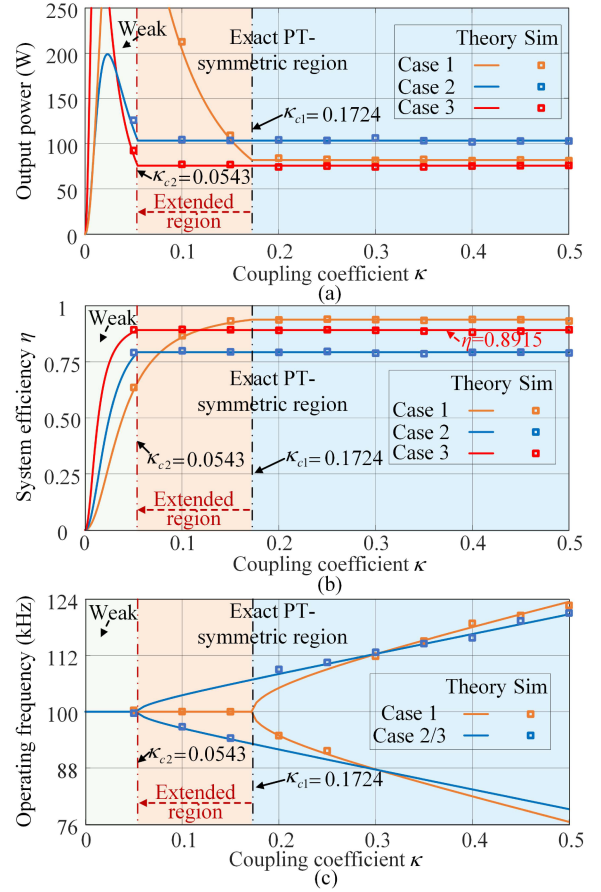 250
200
150
100
50
0
Output power (W)
Weak
Exact PT-
symmetric region
κc1=0.1724
κc2=0.0543
Extended
region
Theory Sim
Case 1
Case 2
Case 3
0 0.1 0.2 0.3 0.4 0.5
Coupling coefficient κ
(a)
1
0.75
0.5
0.25
0
System efficiency η
Weak
η=0.8915
Exact PT-
symmetric region
κc2=0.0543
κc1=0.1724
Extended
region
Theory Sim
Case 1
Case 2
Case 3
0 0.1 0.2 0.3 0.4 0.5
Coupling coefficient κ
(b)
124
112
100
88
76
Operating frequency (kHz)
Weak
Exact PT-
symmetric region
κc2=0.0543
κc1=0.1724
Extended
region
Theory Sim
Case 1
Case 2/3
0 0.1 0.2 0.3 0.4 0.5
Coupling coefficient κ
(c)